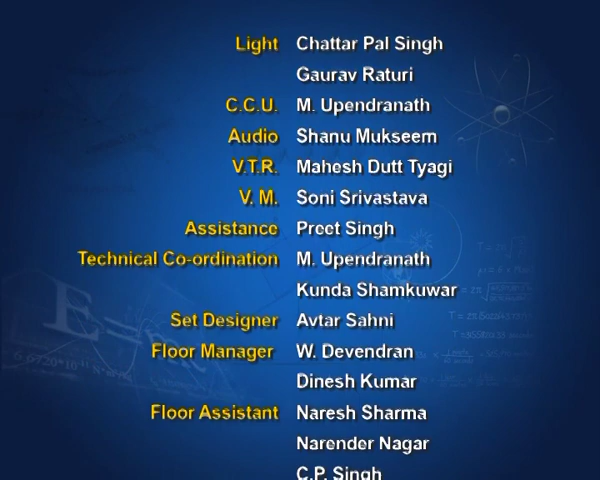 Light Chattar Pal Singh
Gaurav Raturi
C.C.U. M. Upendranath
Audio Shanu Mukseem
V.T.R. Mahesh Dutt Tyagi
V. M. Soni Srivastava
Assistance Preet Singh
Technical Co-ordination M. Upendranath
Kunda Shamkuwar
Set Designer Avtar Sahni
Floor Manager W. Devendran
Dinesh Kumar
Floor Assistant Naresh Sharma
Narender Nagar
C.P. Singh